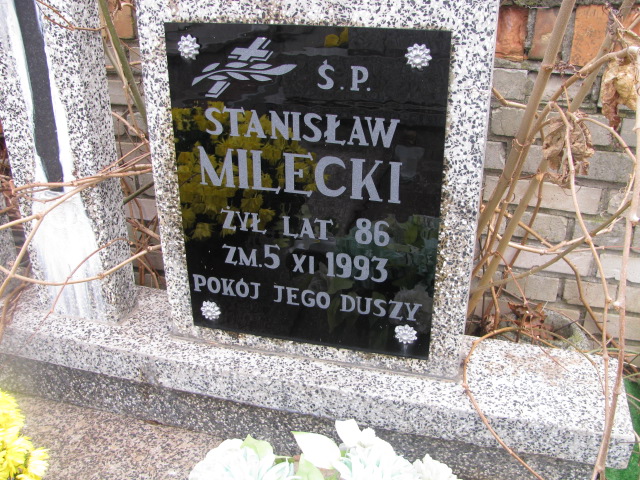 Ś.P.
STANISŁAW
MILECKI
ŻYŁ LAT 86
ZM. 5 XI 1993
POKÓJ JEGO DUSZY